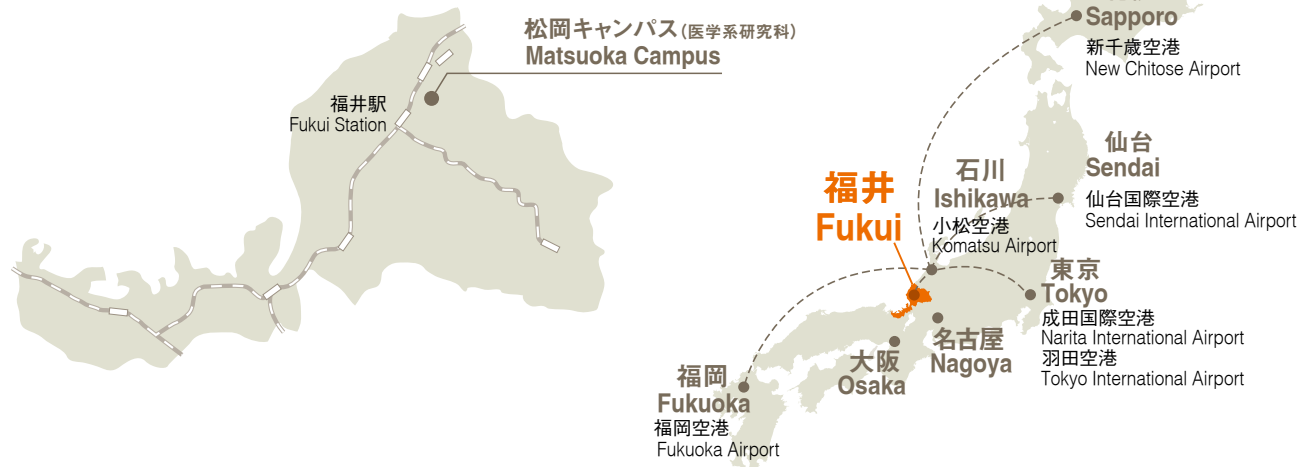 松岡キャンパス(医学系研究科)
Matsuoka Campus
福井駅
Fukui Station
Sapporo
新千歳空港
New Chitose Airport
仙台
Sendai
仙台国際空港
Sendai International Airport
石川
Ishikawa
小松空港
Komatsu Airport
福井
Fukui
東京
Tokyo
成田国際空港
Narita International Airport
羽田空港
Tokyo International Airport
名古屋
Nagoya
大阪
Osaka
福岡
Fukuoka
福岡空港
Fukuoka Airport